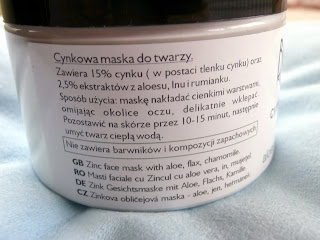 Cynkowa maska do twarzy.
Zawiera 15% cynku ( w postaci tlenku cynku) oraz
2,5% ekstraktów z aloesu, lnu i rumianku.
Sposób użycia: maskę nakładać cienkimi warstwami,
omijając okolice oczu, delikatnie wklepać.
Pozostawić na skórze przez 10-15 minut, następnie
umyć twarz ciepłą wodą.
Nie zawiera barwników i kompozycji zapachowych
GB Zinc face mask with aloe, flax, chamomile.
RO Masti faciale cu Zincul cu aloe vera, in, mușețel.
DE Zink Gesichtsmaske mit Aloe, Flachs, Kamille.
CZ Zinkova obličejová maska - aloe, jen, heřmánel.